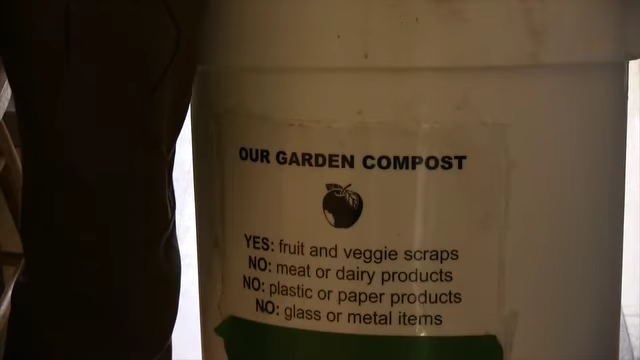 OUR GARDEN COMPOST
YES: fruit and veggie scraps
NO: meat or dairy products
NO: plastic or paper products
NO: glass or metal items